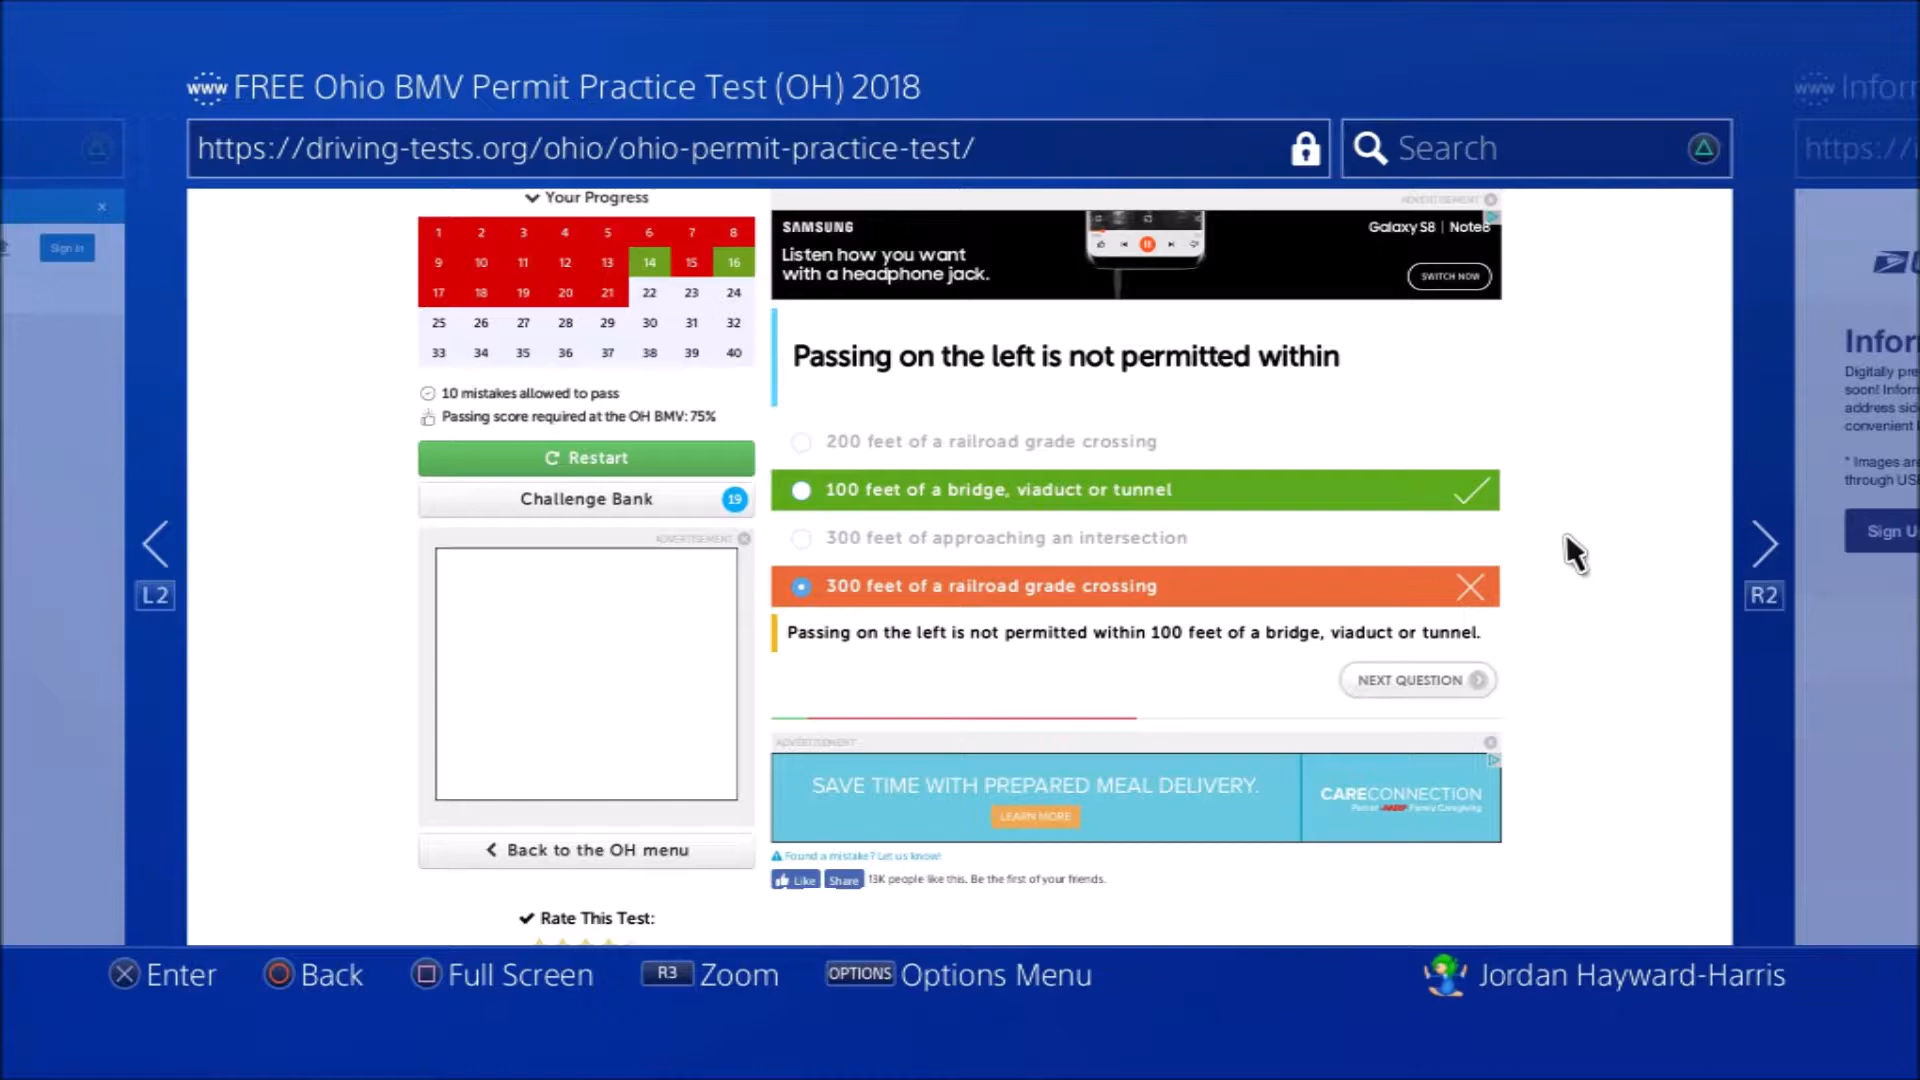 www FREE Ohio BMV Permit Practice Test (OH) 2018
www Inform
https://driving-tests.org/ohio/ohio-permit-practice-test/
Search
https://
Sign in
Your Progress
1 2 3 4 5 6 7 8
9 10 11 12 13 14 15 16
17 18 19 20 21 22 23 24
25 26 27 28 29 30 31 32
33 34 35 36 37 38 39 40
10 mistakes allowed to pass
Passing score required at the OH BMV: 75%
Restart
Challenge Bank 19
ADVERTISEMENT
Back to the OH menu
Rate This Test:
ADVERTISEMENT
SAMSUNG
Listen how you want
with a headphone jack.
Galaxy S8 | Note8
SWITCH NOW
Passing on the left is not permitted within
200 feet of a railroad grade crossing
100 feet of a bridge, viaduct or tunnel
300 feet of approaching an intersection
300 feet of a railroad grade crossing
Passing on the left is not permitted within 100 feet of a bridge, viaduct or tunnel.
NEXT QUESTION
ADVERTISEMENT
SAVE TIME WITH PREPARED MEAL DELIVERY.
LEARN MORE
CARECONNECTION
Found a mistake? Let us know!
Like Share 13K people like this. Be the first of your friends.
Infor
Digitally pre
soon! Inform
address sid
convenient
* Images are
through US
Sign U
L2
R2
Enter Back Full Screen R3 Zoom OPTIONS Options Menu Jordan Hayward-Harris